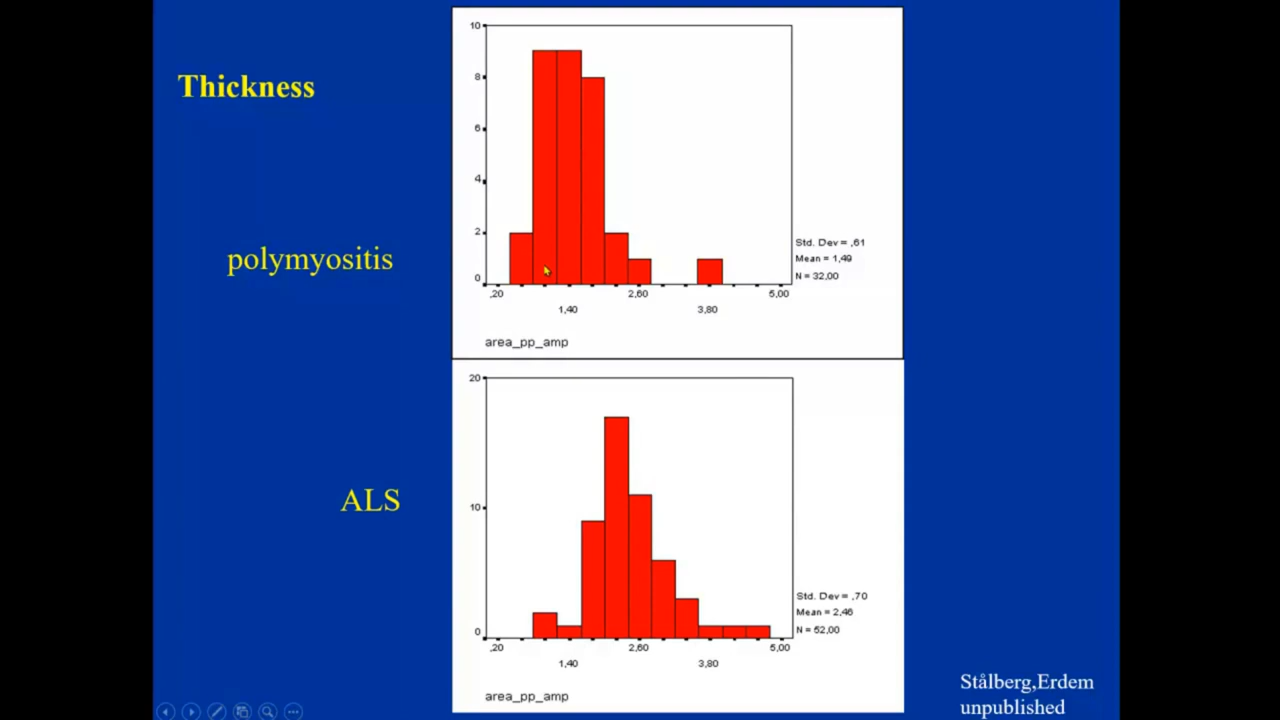 Thickness
polymyositis
10
8
6
4
2
0
,20
2,60
5,00
1,40
3,80
area_pp_amp
Std. Dev = ,61
Mean = 1,49
N = 32,00
ALS
20
10
0
,20
2,60
5,00
1,40
3,80
area_pp_amp
Std. Dev = ,70
Mean = 2,46
N = 52,00
Stålberg,Erdem
unpublished